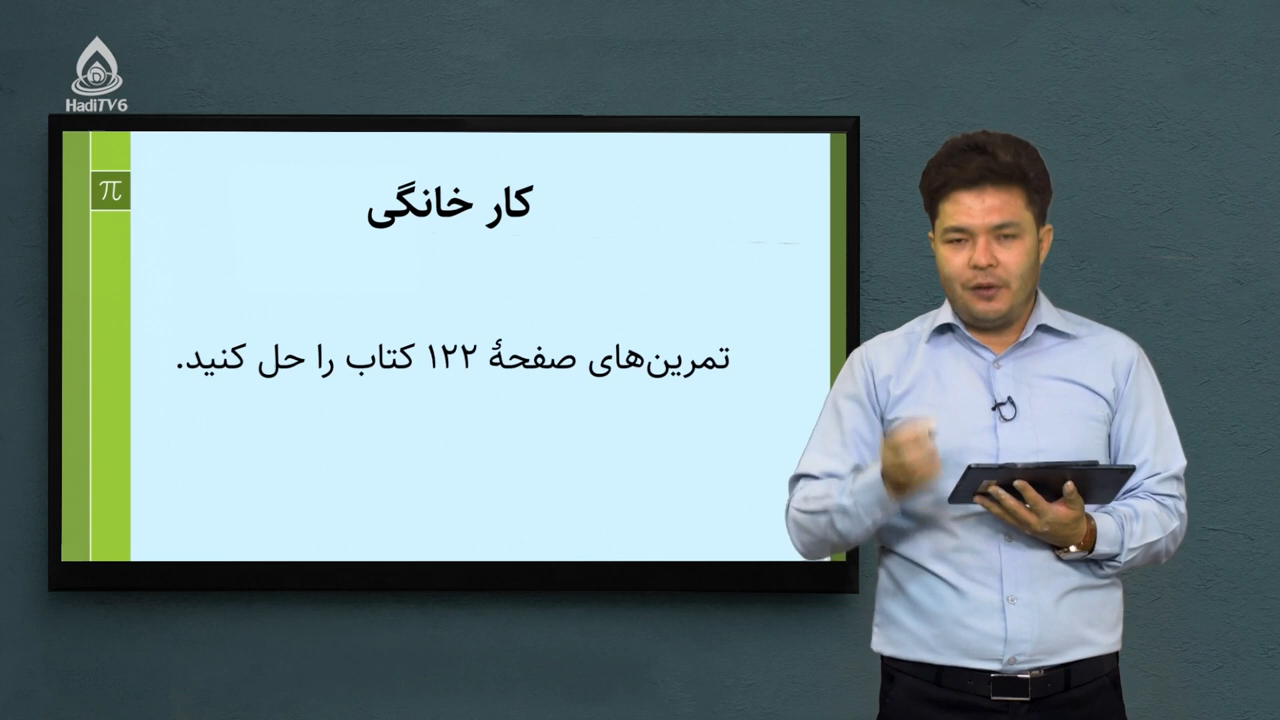 HadiTV6
π
کار خانگی
تمرین‌های صفحهٔ ۱۲۲ کتاب را حل کنید.